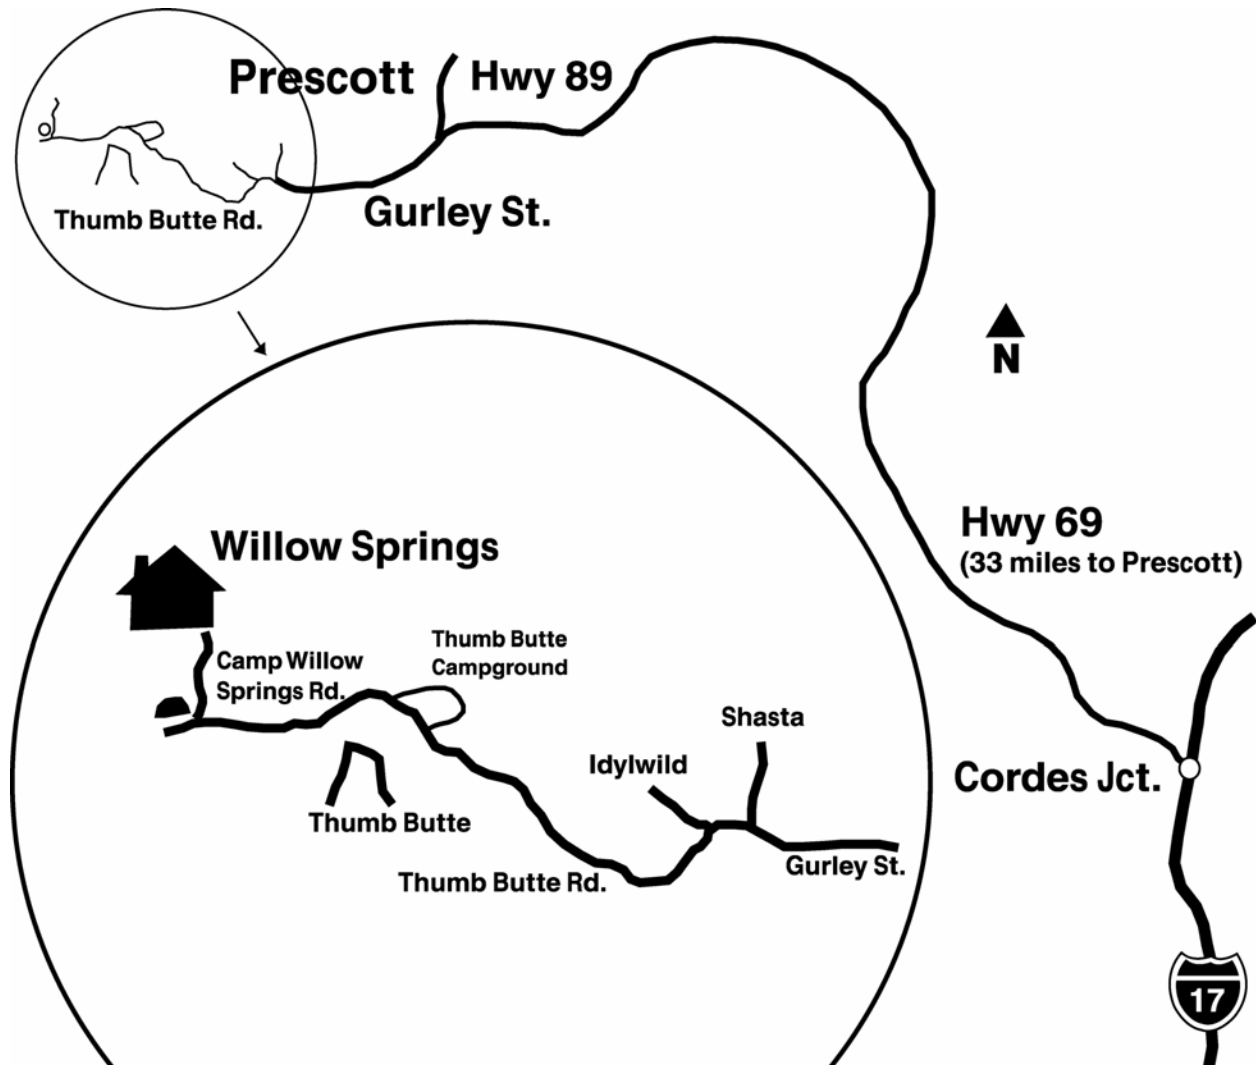 Prescott
Hwy 89
Gurley St.
Thumb Butte Rd.
N
Hwy 69
(33 miles to Prescott)
Willow Springs
Camp Willow
Springs Rd.
Thumb Butte
Campground
Shasta
Idylwild
Cordes Jct.
Thumb Butte
Gurley St.
Thumb Butte Rd.
17